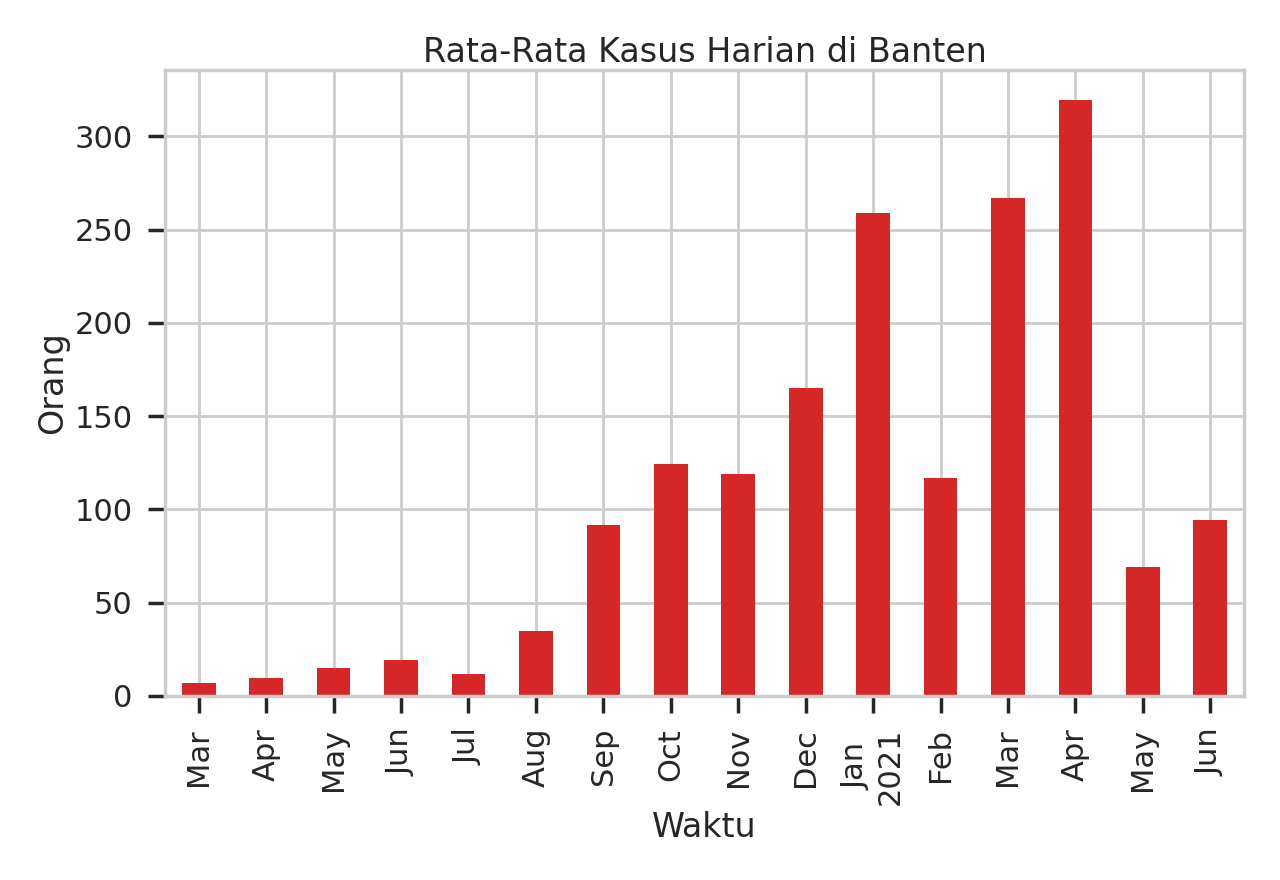 Rata-Rata Kasus Harian di Banten
Orang
300
250
200
150
100
50
0
Mar
Apr
May
Jun
Jul
Aug
Sep
Oct
Nov
Dec
Jan
2021
Feb
Mar
Apr
May
Jun
Waktu